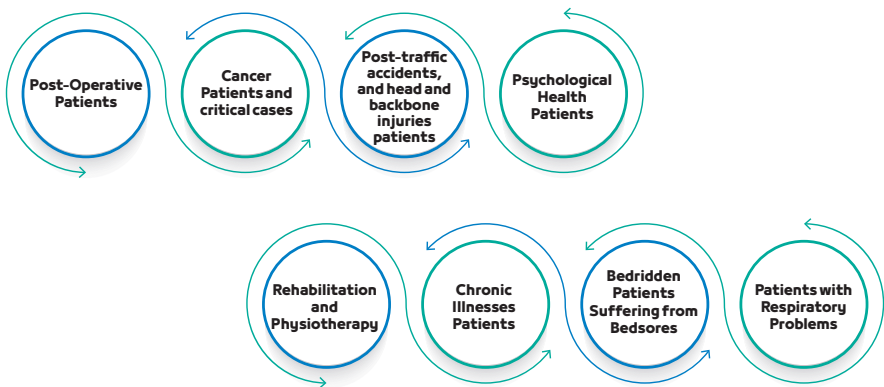 Post-Operative
Patients
Cancer
Patients and
critical cases
Post-traffic
accidents,
and head and
backbone
injuries
patients
Psychological
Health
Patients
Rehabilitation
and
Physiotherapy
Chronic
Illnesses
Patients
Bedridden
Patients
Suffering from
Bedsores
Patients with
Respiratory
Problems